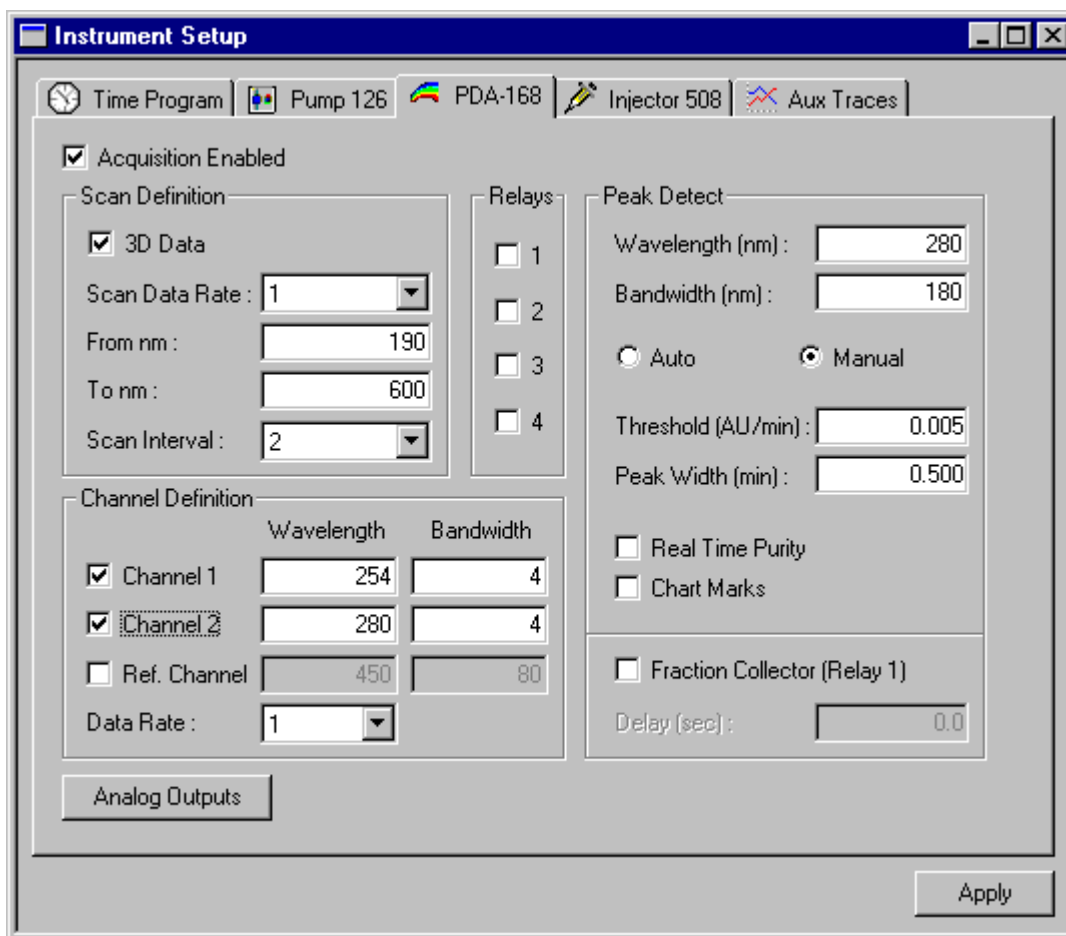 Instrument Setup
Time Program Pump 126 PDA-168 Injector 508 Aux Traces
Acquisition Enabled
Scan Definition
3D Data
Scan Data Rate : 1
From nm : 190
To nm : 600
Scan Interval : 2
Relays
1
2
3
4
Peak Detect
Wavelength (nm) : 280
Bandwidth (nm) : 180
Auto Manual
Threshold (AU/min) : 0.005
Peak Width (min) : 0.500
Real Time Purity
Chart Marks
Fraction Collector (Relay 1)
Delay (sec) : 0.0
Channel Definition
Wavelength Bandwidth
Channel 1 254 4
Channel 2 280 4
Ref. Channel 450 80
Data Rate : 1
Analog Outputs
Apply